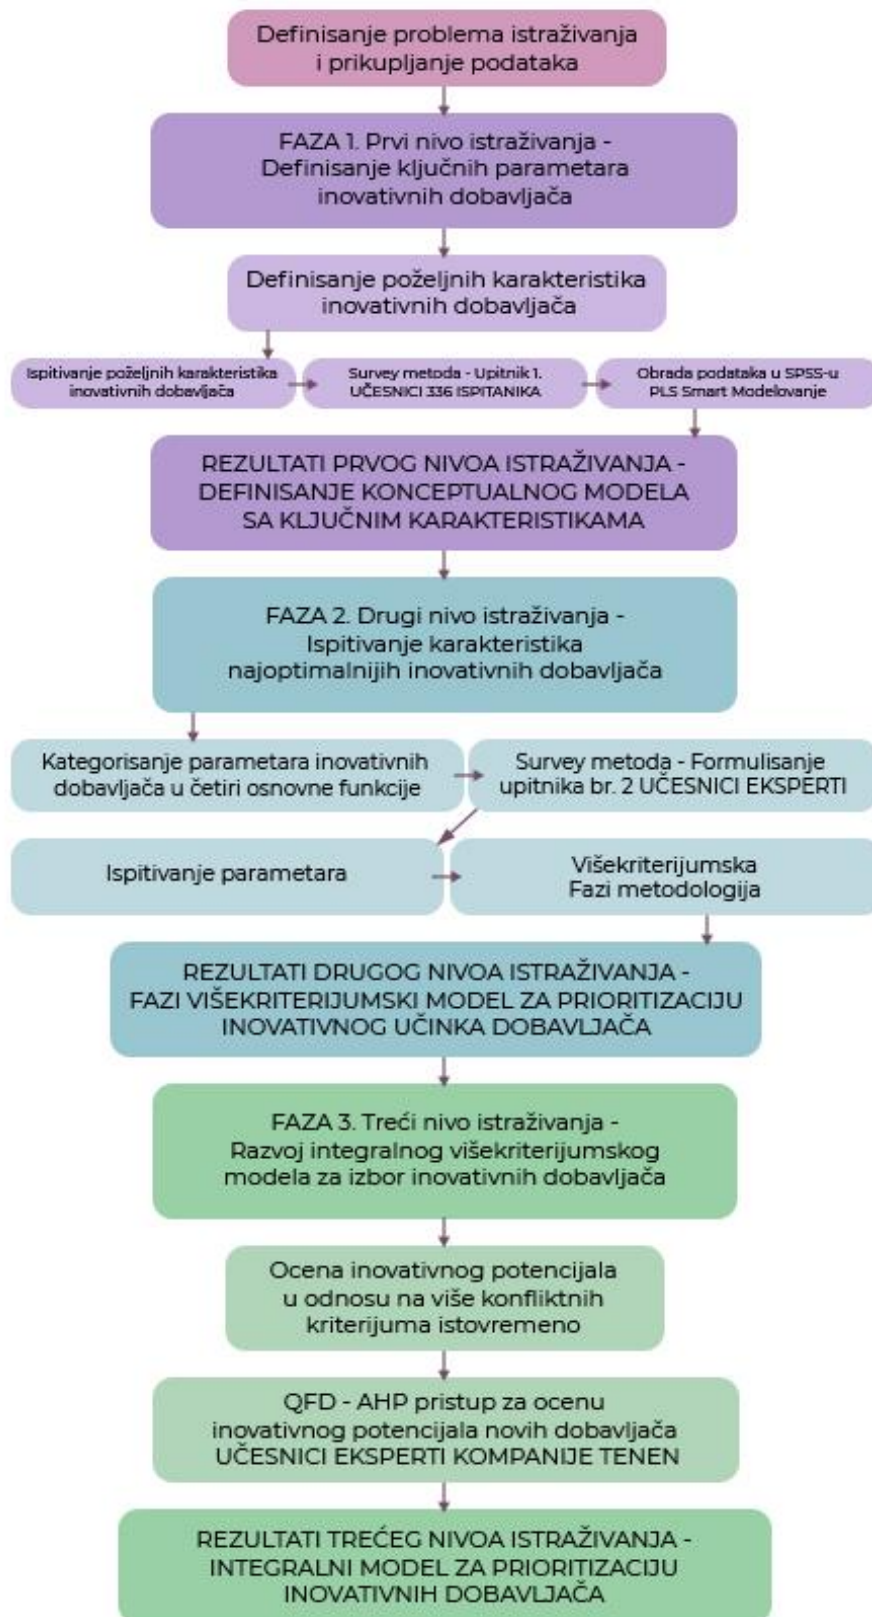 Definisanje problema istraživanja
i prikupljanje podataka
FAZA 1. Prvi nivo istraživanja -
Definisanje ključnih parametara
inovativnih dobavljača
Definisanje poželjnih karakteristika
inovativnih dobavljača
Ispitivanje poželjnih karakteristika
inovativnih dobavljača
Survey metoda - Upitnik 1.
UČESNICI 336 ISPITANIKA
Obrada podataka u SPSS-u
PLS Smart Modelovanje
REZULTATI PRVOG NIVOA ISTRAŽIVANJA -
DEFINISANJE KONCEPTUALNOG MODELA
SA KLJUČNIM KARAKTERISTIKAMA
FAZA 2. Drugi nivo istraživanja -
Ispitivanje karakteristika
najoptimalnijih inovativnih dobavljača
Kategorisanje parametara inovativnih
dobavljača u četiri osnovne funkcije
Survey metoda - Formulisanje
upitnika br. 2 UČESNICI EKSPERTI
Ispitivanje parametara
Višekriterijumska
Fazi metodologija
REZULTATI DRUGOG NIVOA ISTRAŽIVANJA -
FAZI VIŠEKRITERIJUMSKI MODEL ZA PRIORITIZACIJU
INOVATIVNOG UČINKA DOBAVLJAČA
FAZA 3. Treći nivo istraživanja -
Razvoj integralnog višekriterijumskog
modela za izbor inovativnih dobavljača
Ocena inovativnog potencijala
u odnosu na više konfliktnih
kriterijuma istovremeno
QFD - AHP pristup za ocenu
inovativnog potencijala novih dobavljača
UČESNICI EKSPERTI KOMPANIJE TENEN
REZULTATI TREĆEG NIVOA ISTRAŽIVANJA -
INTEGRALNI MODEL ZA PRIORITIZACIJU
INOVATIVNIH DOBAVLJAČA